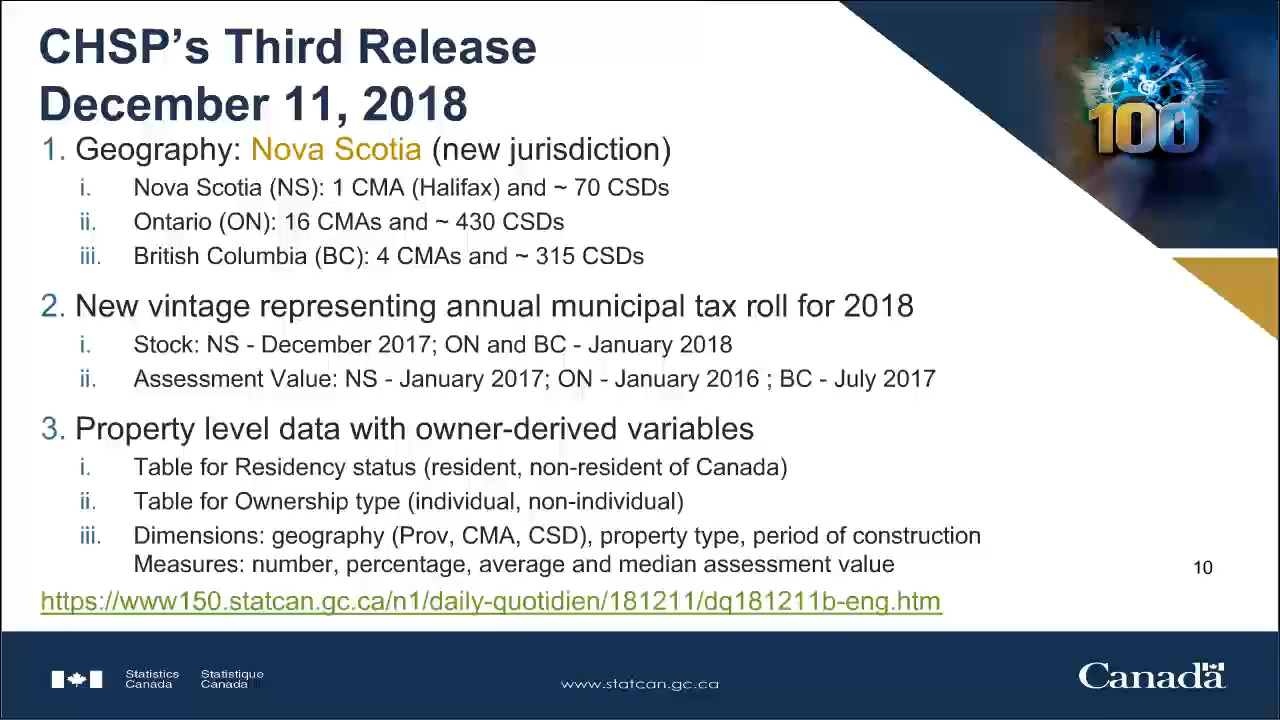 CHSP's Third Release
December 11, 2018
100
1. Geography: Nova Scotia (new jurisdiction)
i. Nova Scotia (NS): 1 CMA (Halifax) and ~ 70 CSDs
ii. Ontario (ON): 16 CMAs and ~ 430 CSDs
iii. British Columbia (BC): 4 CMAs and ~ 315 CSDs
2. New vintage representing annual municipal tax roll for 2018
i. Stock: NS - December 2017; ON and BC - January 2018
ii. Assessment Value: NS - January 2017; ON - January 2016 ; BC - July 2017
3. Property level data with owner-derived variables
i. Table for Residency status (resident, non-resident of Canada)
ii. Table for Ownership type (individual, non-individual)
iii. Dimensions: geography (Prov, CMA, CSD), property type, period of construction
Measures: number, percentage, average and median assessment value
10
https://www150.statcan.gc.ca/n1/daily-quotidien/181211/dq181211b-eng.htm
Statistics Statistique
Canada Canada
www.statcan.gc.ca
Canada